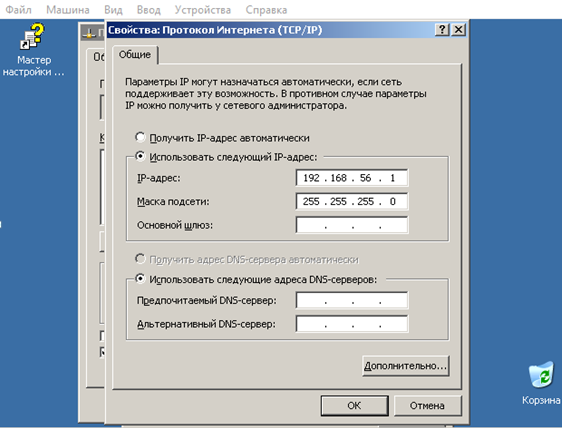 Файл Машина Вид Ввод Устройства Справка
Мастер
настройки ...
Свойства: Протокол Интернета (TCP/IP)
Общие
Параметры IP могут назначаться автоматически, если сеть
поддерживает эту возможность. В противном случае параметры
IP можно получить у сетевого администратора.
Получить IP-адрес автоматически
Использовать следующий IP-адрес:
IP-адрес: 192 . 168 . 56 . 1
Маска подсети: 255 . 255 . 255 . 0
Основной шлюз: . . .
Получить адрес DNS-сервера автоматически
Использовать следующие адреса DNS-серверов:
Предпочитаемый DNS-сервер: . . .
Альтернативный DNS-сервер: . . .
Дополнительно...
OK Отмена
Корзина